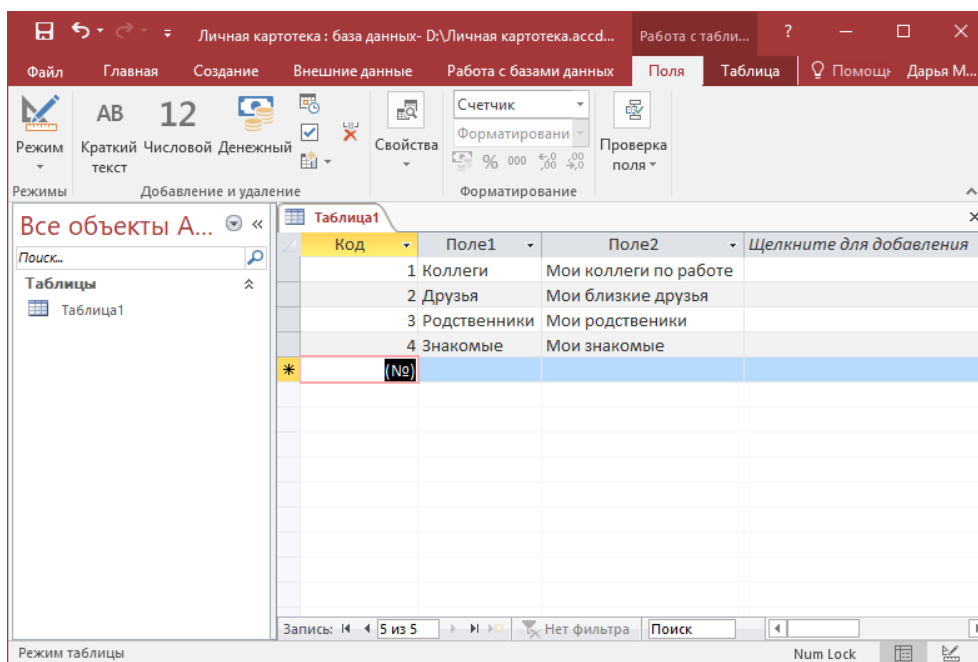 Личная картотека : база данных- D:\Личная картотека.accd... Работа с табли... ?
Файл Главная Создание Внешние данные Работа с базами данных Поля Таблица Помощн Дарья М...
Режим
AB Краткий текст
12 Числовой
Денежный
Свойства
Счетчик
Форматировани
% 000 ,00 ,00 ,0
Проверка поля
Режимы Добавление и удаление Форматирование
Все объекты A... «
Поиск...
Таблицы
Таблица1
Таблица1
Код Поле1 Поле2 Щелкните для добавления
1 Коллеги Мои коллеги по работе
2 Друзья Мои близкие друзья
3 Родственники Мои родственики
4 Знакомые Мои знакомые
(№)
Запись: 5 из 5 Нет фильтра Поиск
Режим таблицы Num Lock